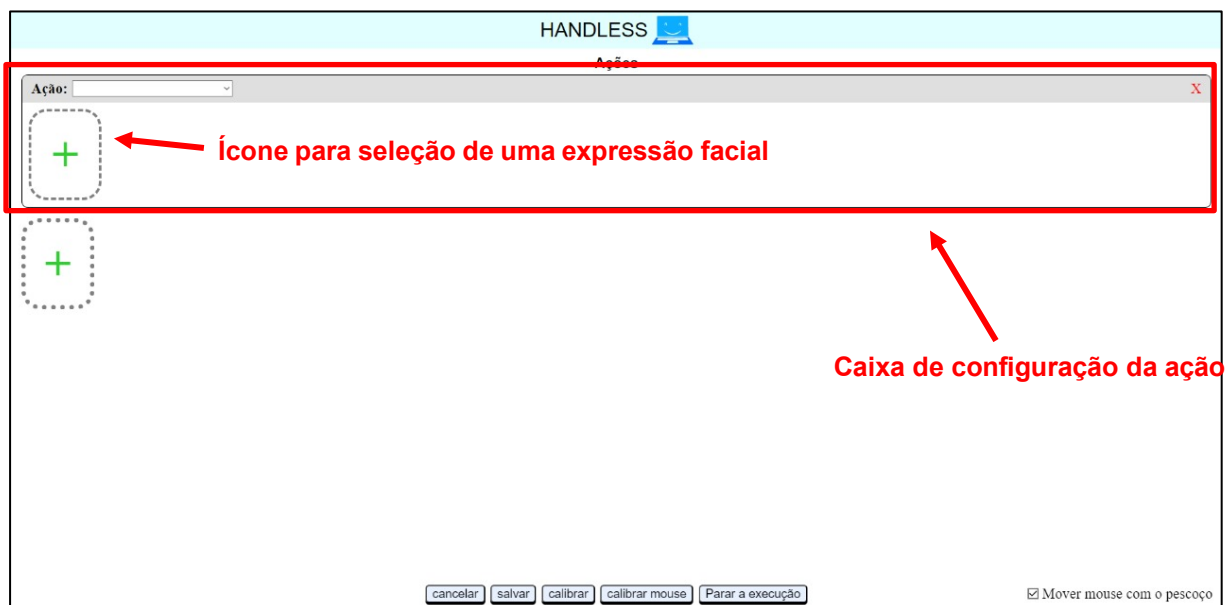 HANDLESS
Ações
Ação:
X
Ícone para seleção de uma expressão facial
Caixa de configuração da ação
cancelar salvar calibrar calibrar mouse Parar a execução
Mover mouse com o pescoço